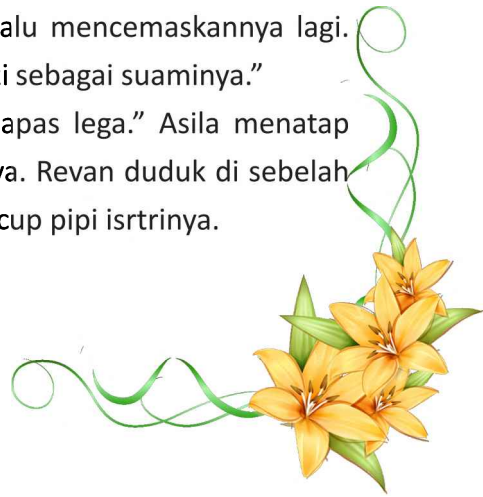 alu mencemaskannya lagi.
i sebagai suaminya.”
apas lega.” Asila menatap
ya. Revan duduk di sebelah
cup pipi isrtrinya.